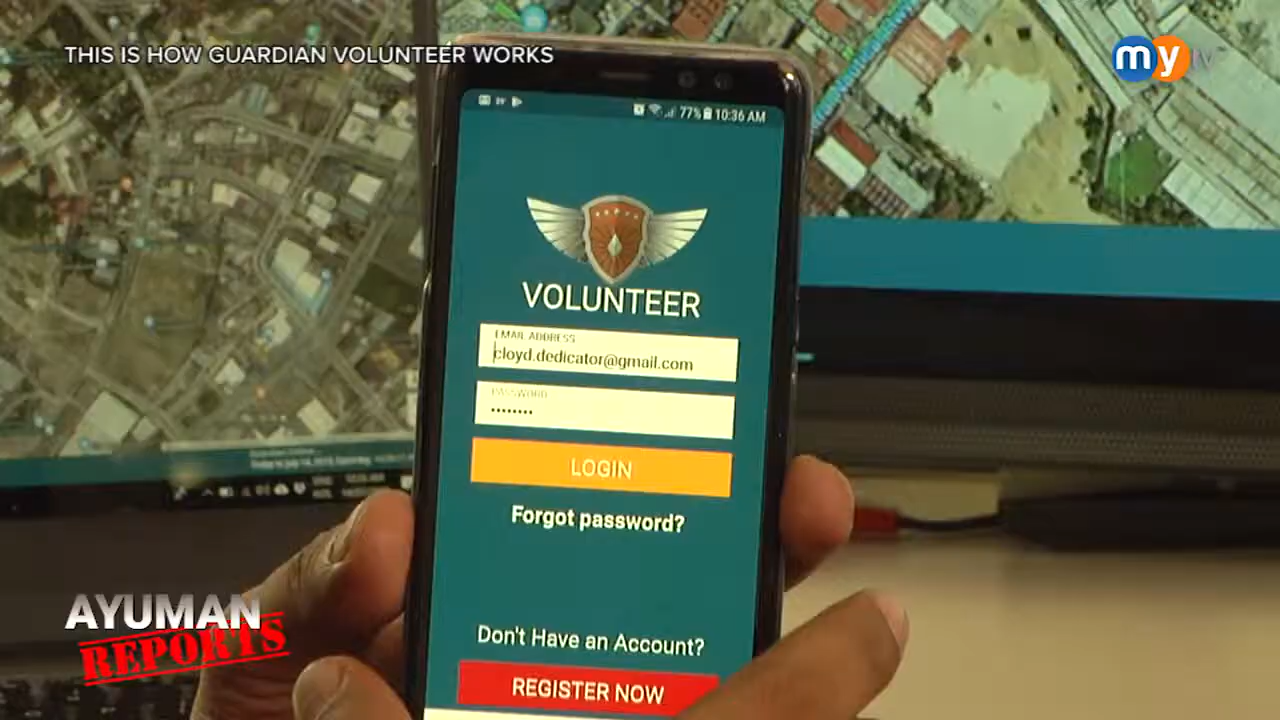 THIS IS HOW GUARDIAN VOLUNTEER WORKS
my tv
77% 10:36 AM
VOLUNTEER
EMAIL ADDRESS
cloyd.dedicator@gmail.com
PASSWORD
LOGIN
Forgot password?
Don't Have an Account?
REGISTER NOW
AYUMAN
REPORTS